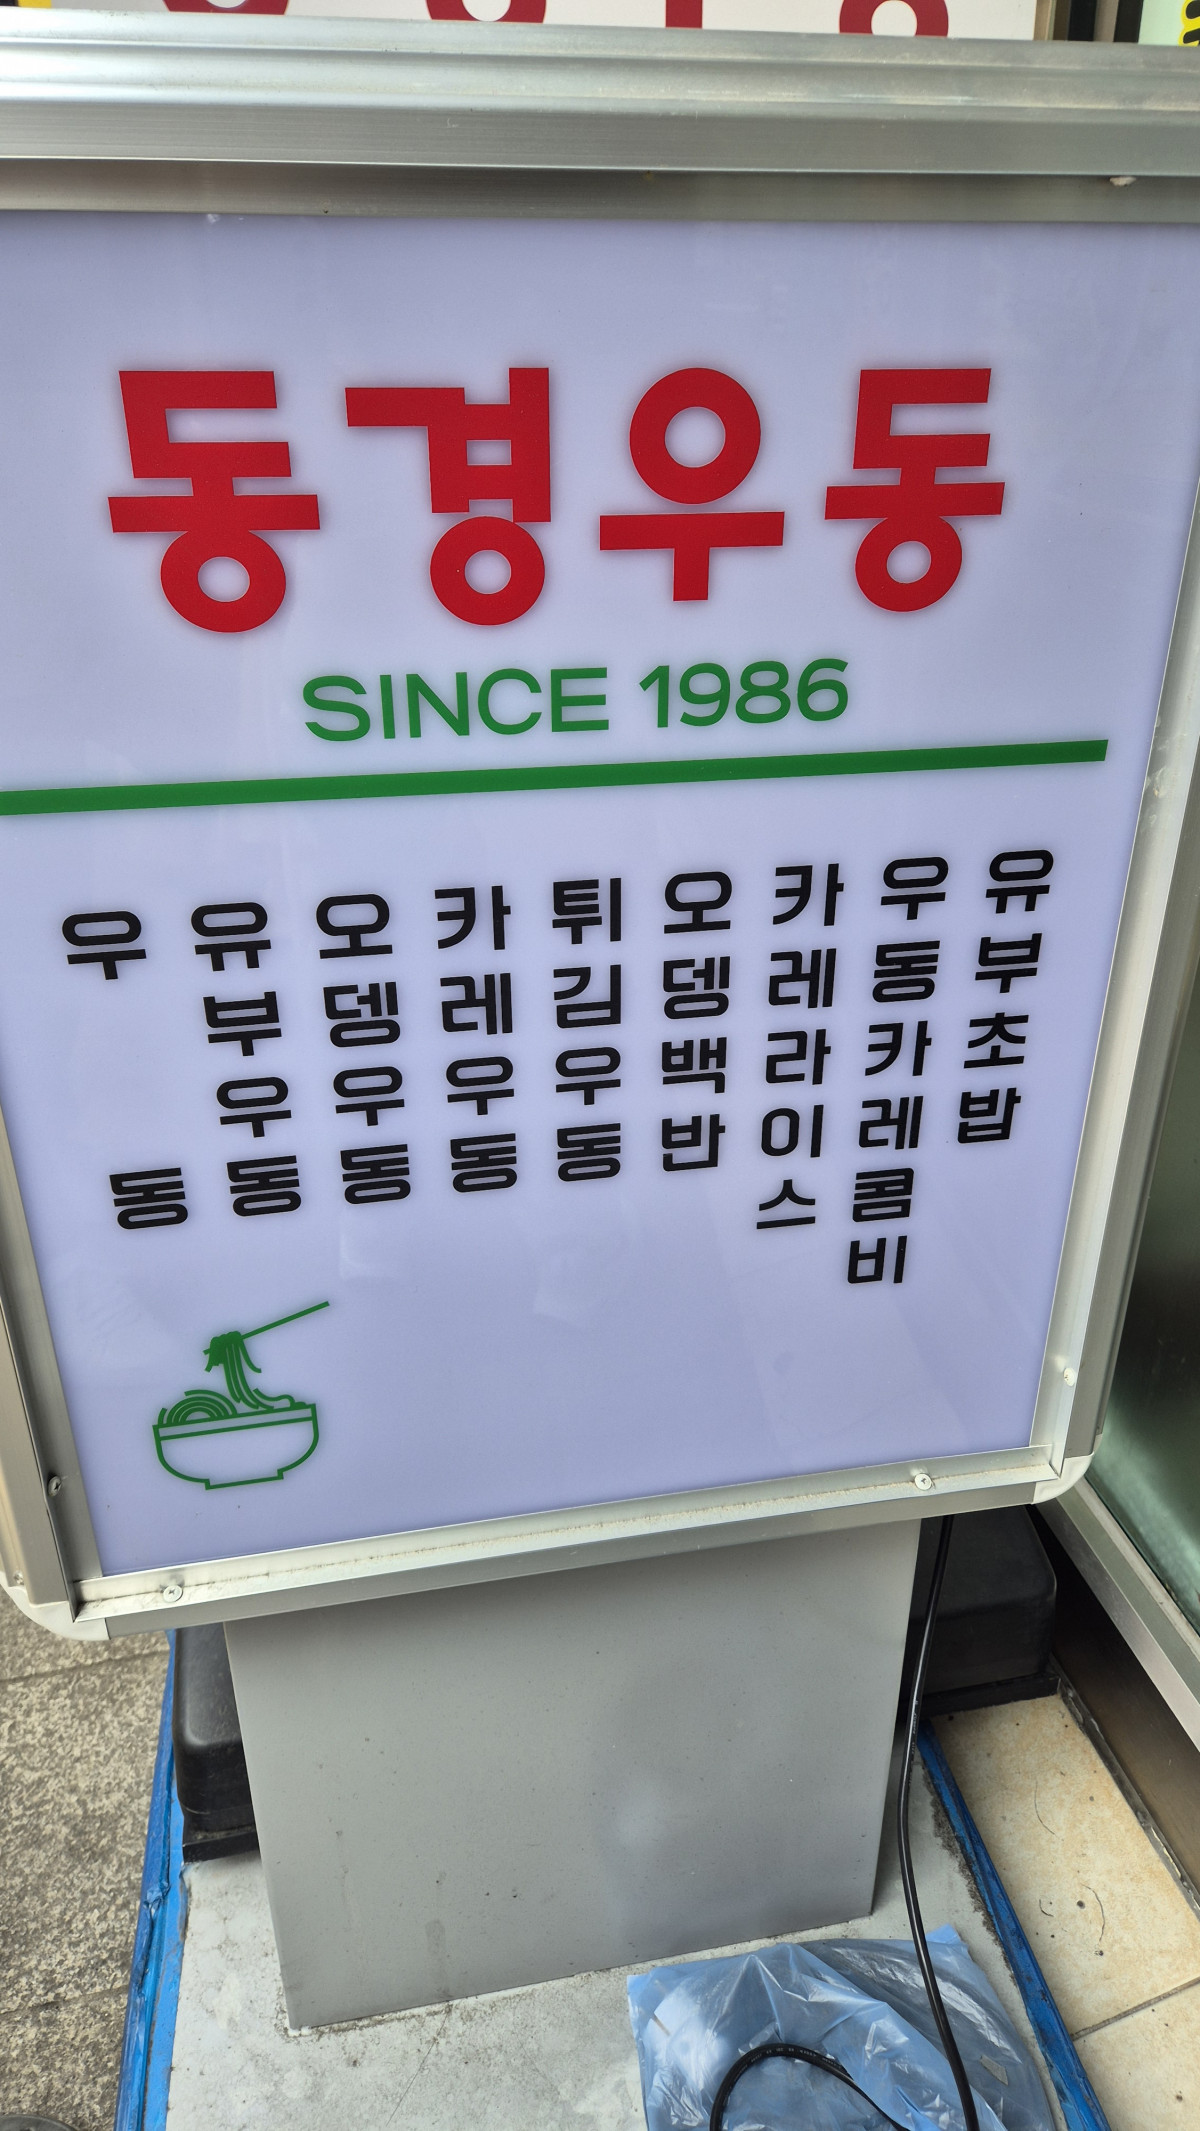 동경우동
SINCE 1986
우동
유부우동
오뎅우동
카레우동
튀김우동
오뎅백반
카레라이스
우동카레콤비
유부초밥